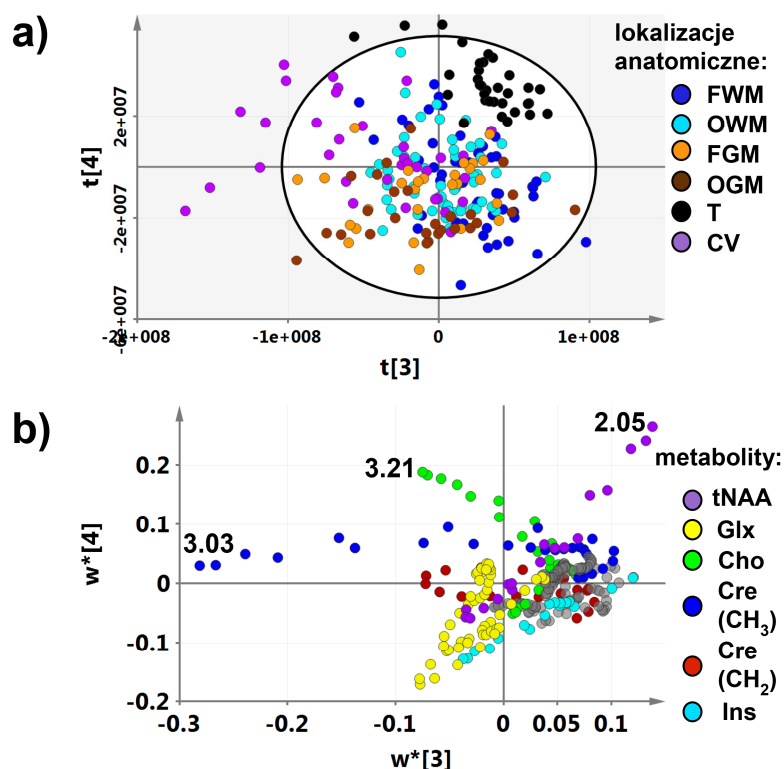 a)
t[4]
2e+007
-2e+007
-6e+007
-2e+008
-1e+008
0
1e+008
t[3]
lokalizacje
anatomiczne:
FWM
OWM
FGM
OGM
T
CV
b)
w*[4]
0.2
0.1
0
-0.1
-0.2
-0.3
-0.2
-0.1
0
0.05
0.1
w*[3]
3.03
3.21
2.05
metabolity:
tNAA
Glx
Cho
Cre
(CH₃)
Cre
(CH₂)
Ins